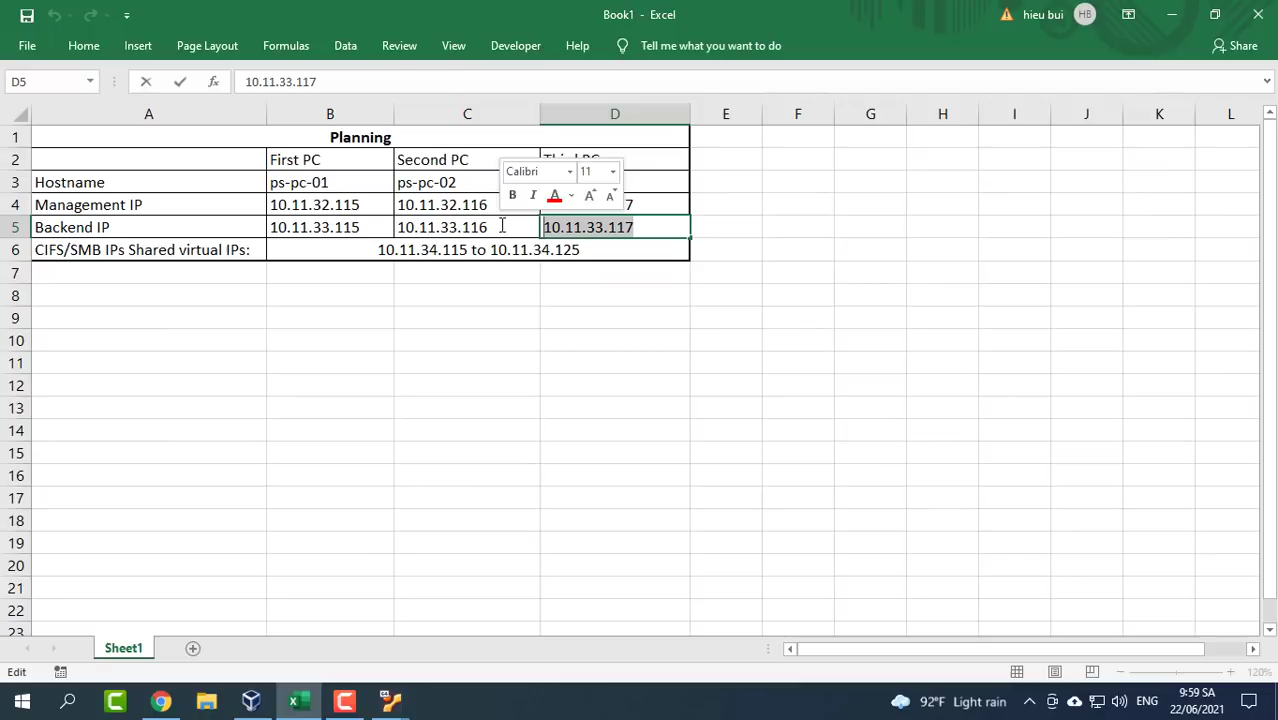 Book1 - Excel
hieu bui
HB
File
Home
Insert
Page Layout
Formulas
Data
Review
View
Developer
Help
Tell me what you want to do
Share
D5
fx
10.11.33.117
A B C D E F G H I J K L
1 Planning
2 First PC Second PC Third PC
3 Hostname ps-pc-01 ps-pc-02
4 Management IP 10.11.32.115 10.11.32.116 7
5 Backend IP 10.11.33.115 10.11.33.116 10.11.33.117
6 CIFS/SMB IPs Shared virtual IPs: 10.11.34.115 to 10.11.34.125
Calibri 11
B I A A A
7
8
9
10
11
12
13
14
15
16
17
18
19
20
21
22
23
Sheet1
Edit
120%
92°F Light rain
ENG
9:59 SA
22/06/2021